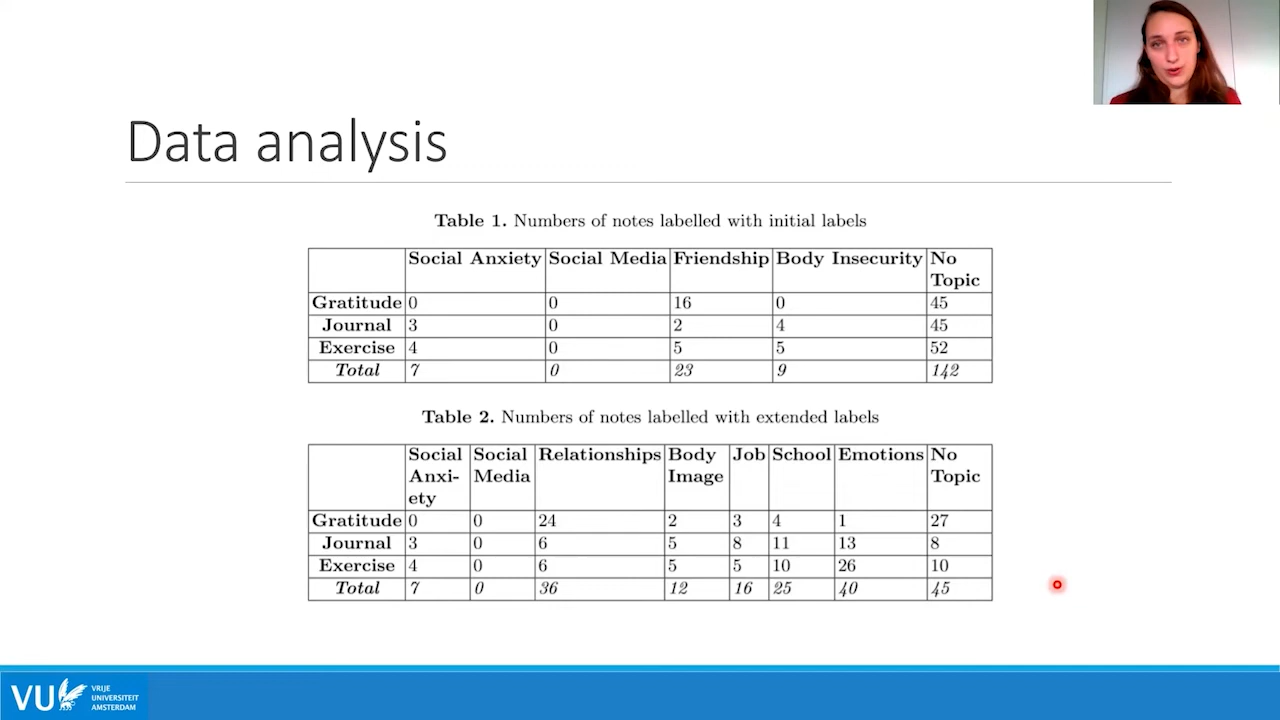 Data analysis
Table 1. Numbers of notes labelled with initial labels
Social Anxiety Social Media Friendship Body Insecurity No
Topic
Gratitude 0 0 16 0 45
Journal 3 0 2 4 45
Exercise 4 0 5 5 52
Total 7 0 23 9 142
Table 2. Numbers of notes labelled with extended labels
Social Social Relationships Body Job School Emotions No
Anxi- Media Image Topic
ety
Gratitude 0 0 24 2 3 4 1 27
Journal 3 0 6 5 8 11 13 8
Exercise 4 0 6 5 5 10 26 10
Total 7 0 36 12 16 25 40 45
VU
VRIJE
UNIVERSITEIT
AMSTERDAM